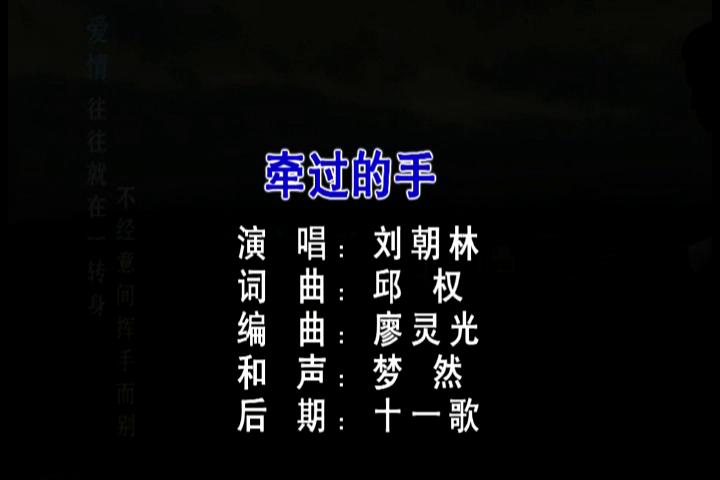 牵过的手
演 唱：刘朝林
词 曲：邱 权
编 曲：廖灵光
和 声：梦 然
后 期：十一歌
爱情 往往就在一转身
不经意间挥手而别